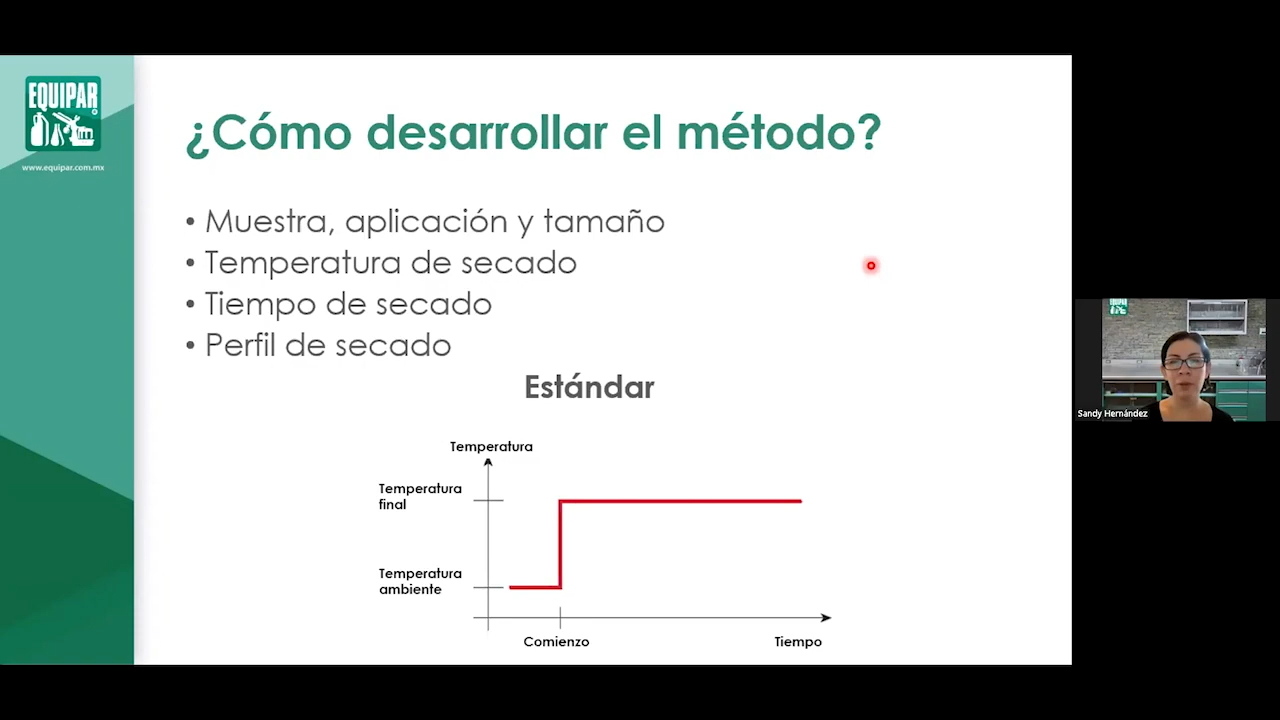 EQUIPAR
www.equipar.com.mx
¿Cómo desarrollar el método?
• Muestra, aplicación y tamaño
• Temperatura de secado
• Tiempo de secado
• Perfil de secado
Estándar
Temperatura
Temperatura
final
Temperatura
ambiente
Comienzo
Tiempo
EQUIPAR
Sandy Hernández